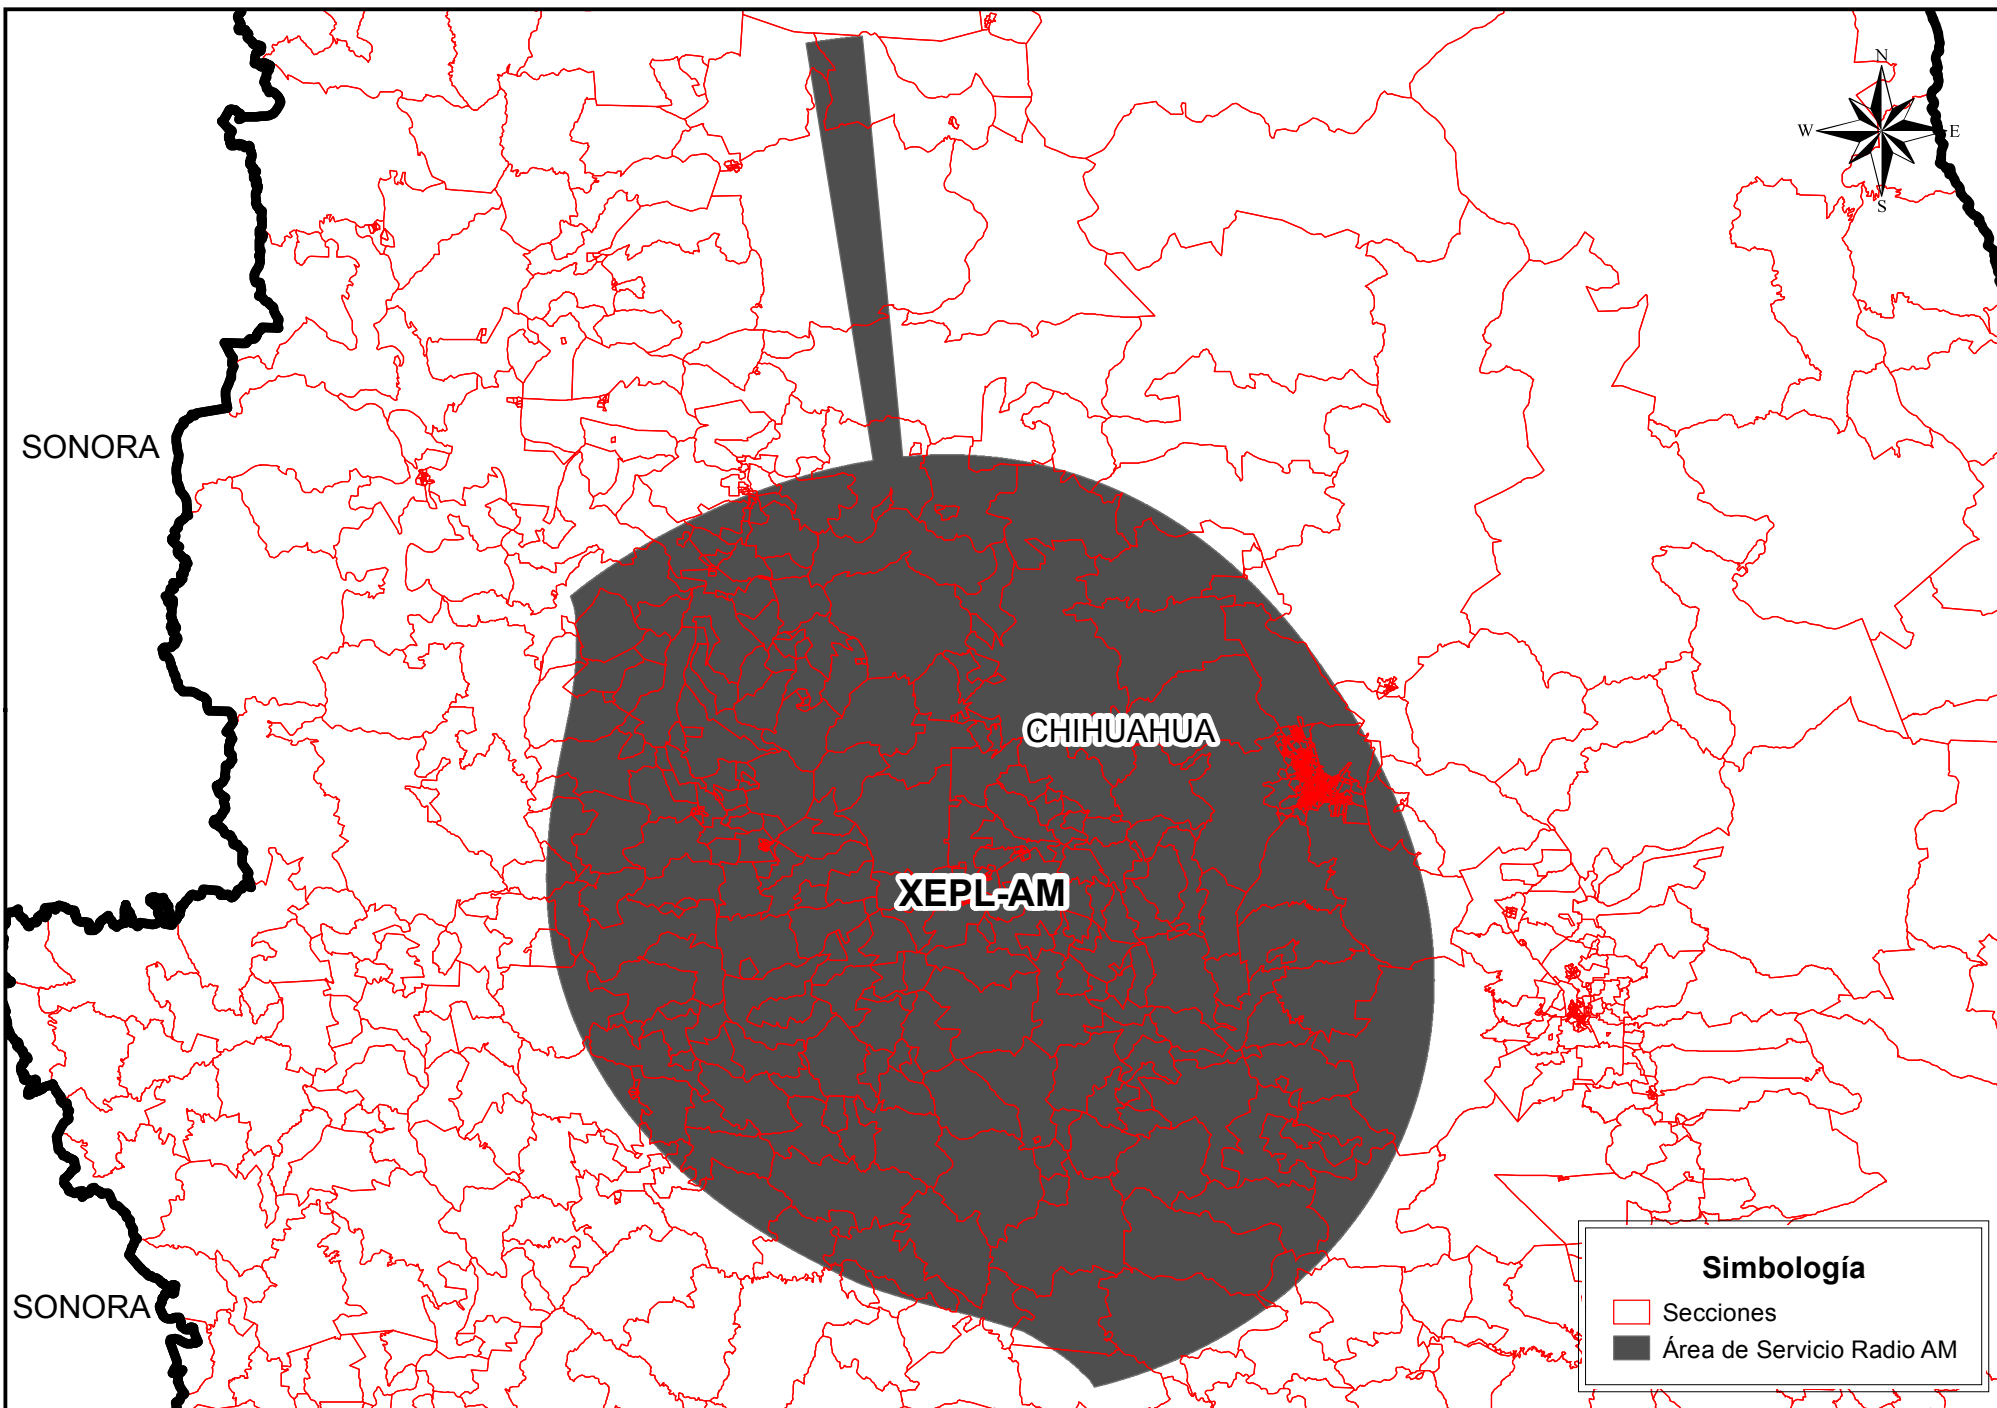 N
W E
S
SONORA
CHIHUAHUA
XEPL-AM
SONORA
Simbología
Secciones
Área de Servicio Radio AM